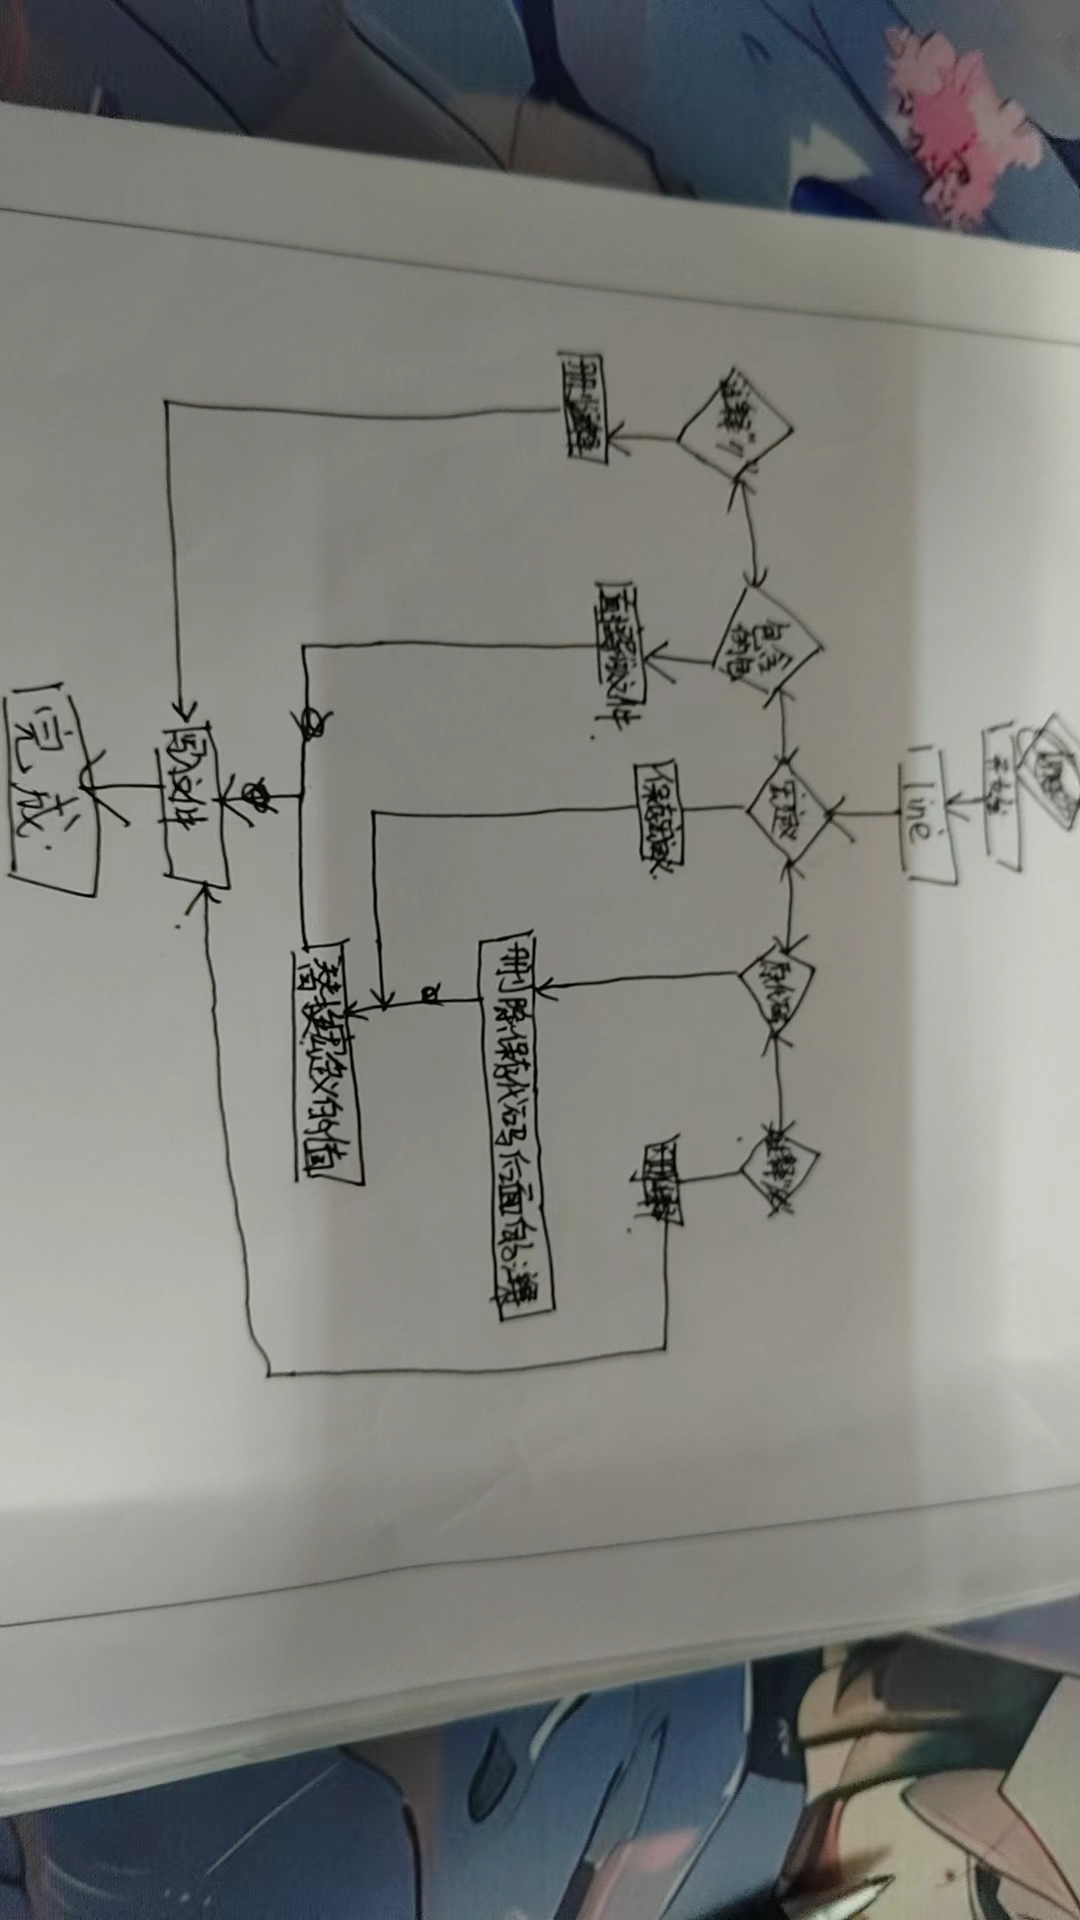 开始
line
注释"//"
包含
的包
宏定义
原代码
注释"/*
删除注释
直接写入文件
保存宏定义
删注释
删除保存代码后面的注释
替换宏定义的值
写文件
完成.